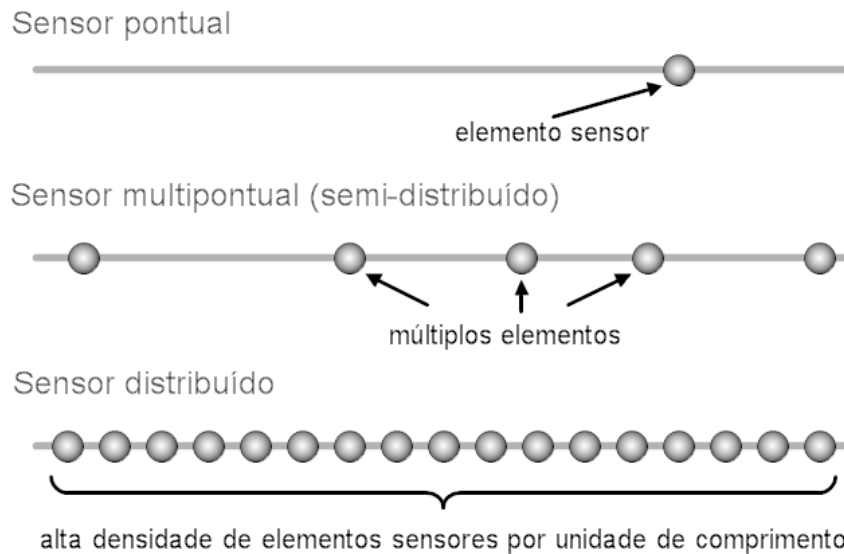 Sensor pontual
elemento sensor
Sensor multipontual (semi-distribuído)
múltiplos elementos
Sensor distribuído
alta densidade de elementos sensores por unidade de comprimento